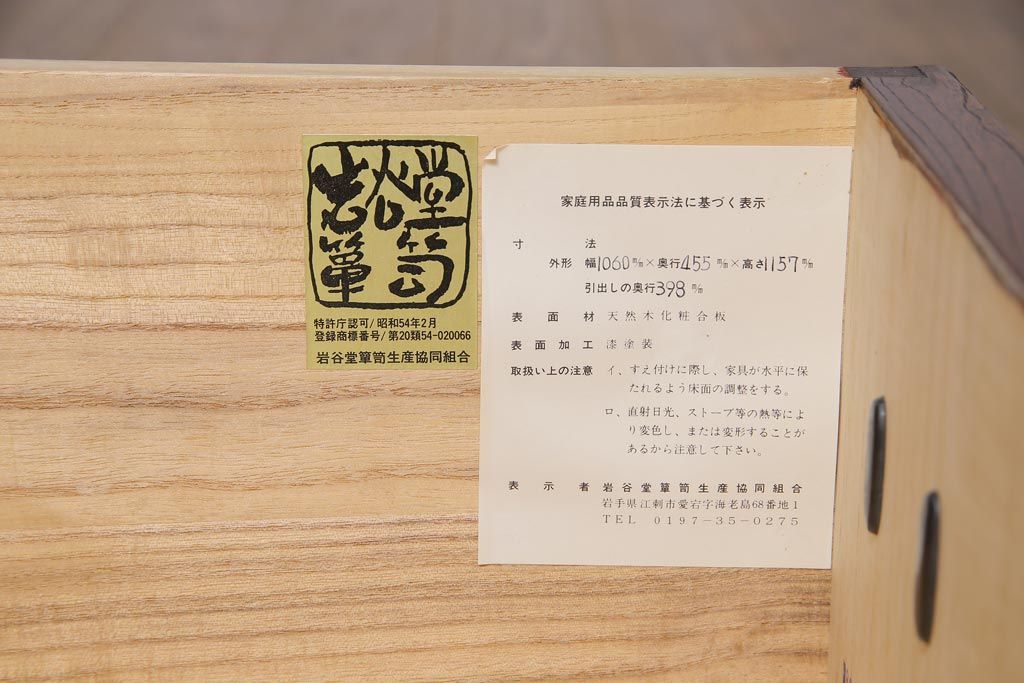 岩谷堂
簞笥
特許庁認可/昭和54年2月
登録商標番号/第20類54-020066
岩谷堂簞笥生産協同組合
家庭用品品質表示法に基づく表示
寸法
外形 幅1060m/m×奥行455m/m×高さ1157m/m
引出しの奥行398m/m
表面材 天然木化粧合板
表面加工 漆塗装
取扱い上の注意 イ、すえ付けに際し、家具が水平に保
たれるよう床面の調整をする。
ロ、直射日光、ストーブ等の熱等によ
り変色し、または変形することが
あるから注意して下さい。
表示者 岩谷堂簞笥生産協同組合
岩手県江刺市愛宕字海老島68番地1
TEL 0197-35-0275